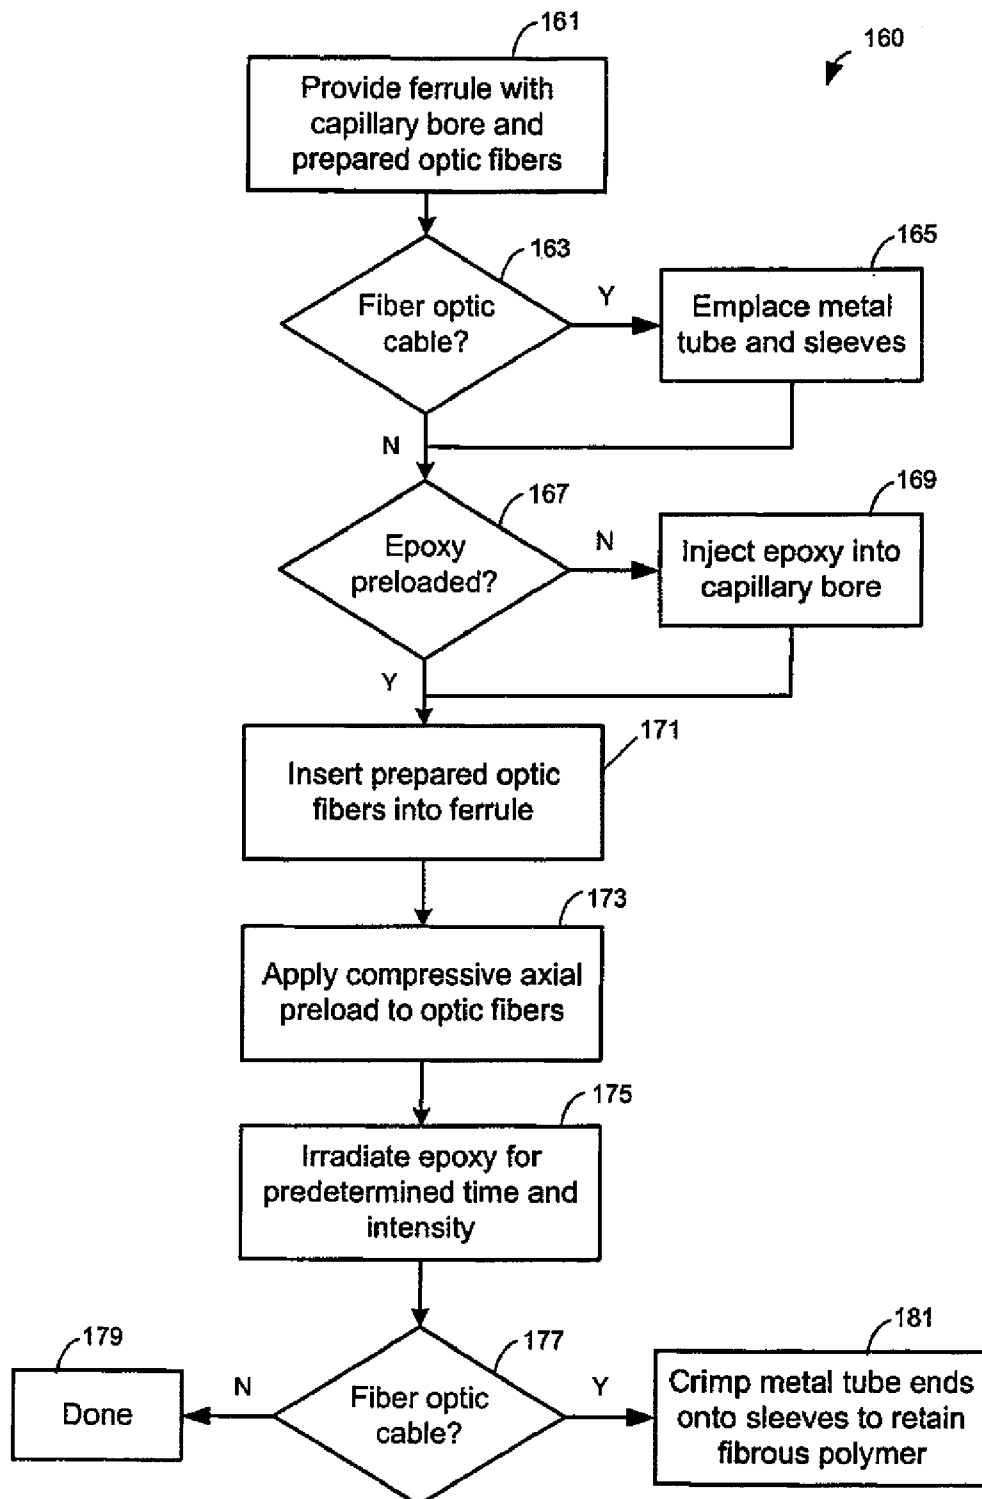 161
160
Provide ferrule with
capillary bore and
prepared optic fibers
163
165
Fiber optic
cable?
Y
Emplace metal
tube and sleeves
N
167
169
Epoxy
preloaded?
N
Inject epoxy into
capillary bore
Y
171
Insert prepared optic
fibers into ferrule
173
Apply compressive axial
preload to optic fibers
175
Irradiate epoxy for
predetermined time and
intensity
179
177
181
Done
N
Fiber optic
cable?
Y
Crimp metal tube ends
onto sleeves to retain
fibrous polymer